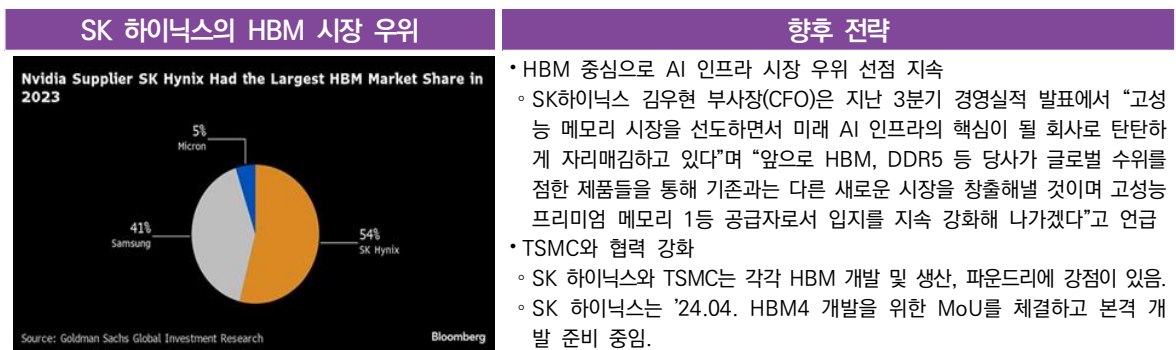 SK 하이닉스의 HBM 시장 우위
Nvidia Supplier SK Hynix Had the Largest HBM Market Share in
2023
5%
Micron
41%
Samsung
54%
SK Hynix
Source: Goldman Sachs Global Investment Research
Bloomberg
향후 전략
• HBM 중심으로 AI 인프라 시장 우위 선점 지속
◦ SK하이닉스 김우현 부사장(CFO)은 지난 3분기 경영실적 발표에서 “고성
능 메모리 시장을 선도하면서 미래 AI 인프라의 핵심이 될 회사로 탄탄하
게 자리매김하고 있다”며 “앞으로 HBM, DDR5 등 당사가 글로벌 수위를
점한 제품들을 통해 기존과는 다른 새로운 시장을 창출해낼 것이며 고성능
프리미엄 메모리 1등 공급자로서 입지를 지속 강화해 나가겠다”고 언급
• TSMC와 협력 강화
◦ SK 하이닉스와 TSMC는 각각 HBM 개발 및 생산, 파운드리에 강점이 있음.
◦ SK 하이닉스는 ’24.04. HBM4 개발을 위한 MoU를 체결하고 본격 개
발 준비 중임.